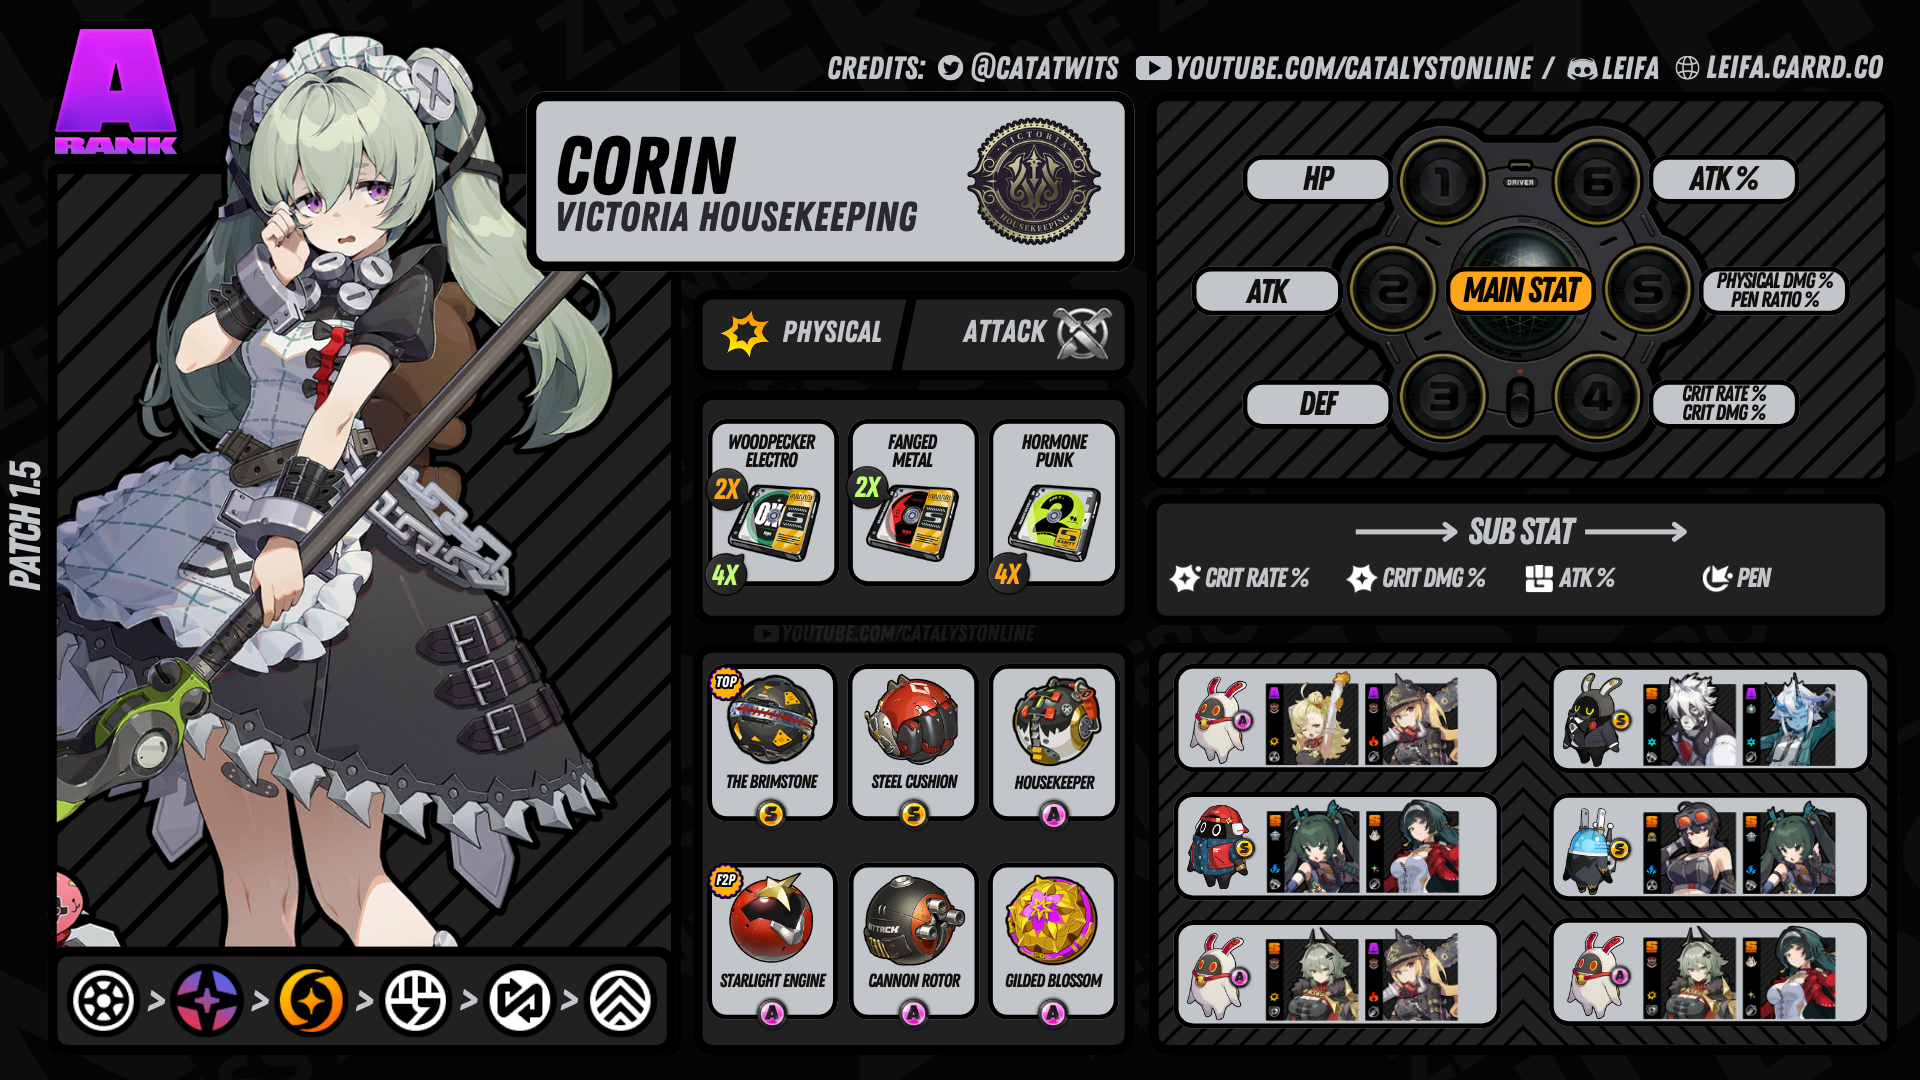 A
RANK
CREDITS: @CATATWITS YOUTUBE.COM/CATALYSTONLINE / LEIFA LEIFA.CARRD.CO
CORIN
VICTORIA HOUSEKEEPING
VICTORIA
HOUSEKEEPING
PATCH 1.5
PHYSICAL
ATTACK
WOODPECKER
ELECTRO
2X
4X
FANGED
METAL
2X
HORMONE
PUNK
4X
YOUTUBE.COM/CATALYSTONLINE
TOP
THE BRIMSTONE
S
STEEL CUSHION
S
HOUSEKEEPER
A
F2P
STARLIGHT ENGINE
A
CANNON ROTOR
A
GILDED BLOSSOM
A
HP
1
DRIVER
6
ATK %
ATK
2
MAIN STAT
5
PHYSICAL DMG %
PEN RATIO %
DEF
3
4
CRIT RATE %
CRIT DMG %
SUB STAT
CRIT RATE %
CRIT DMG %
ATK %
PEN
A
A
A
S
S
A
S
S
S
S
S
S
A
S
A
A
S
S